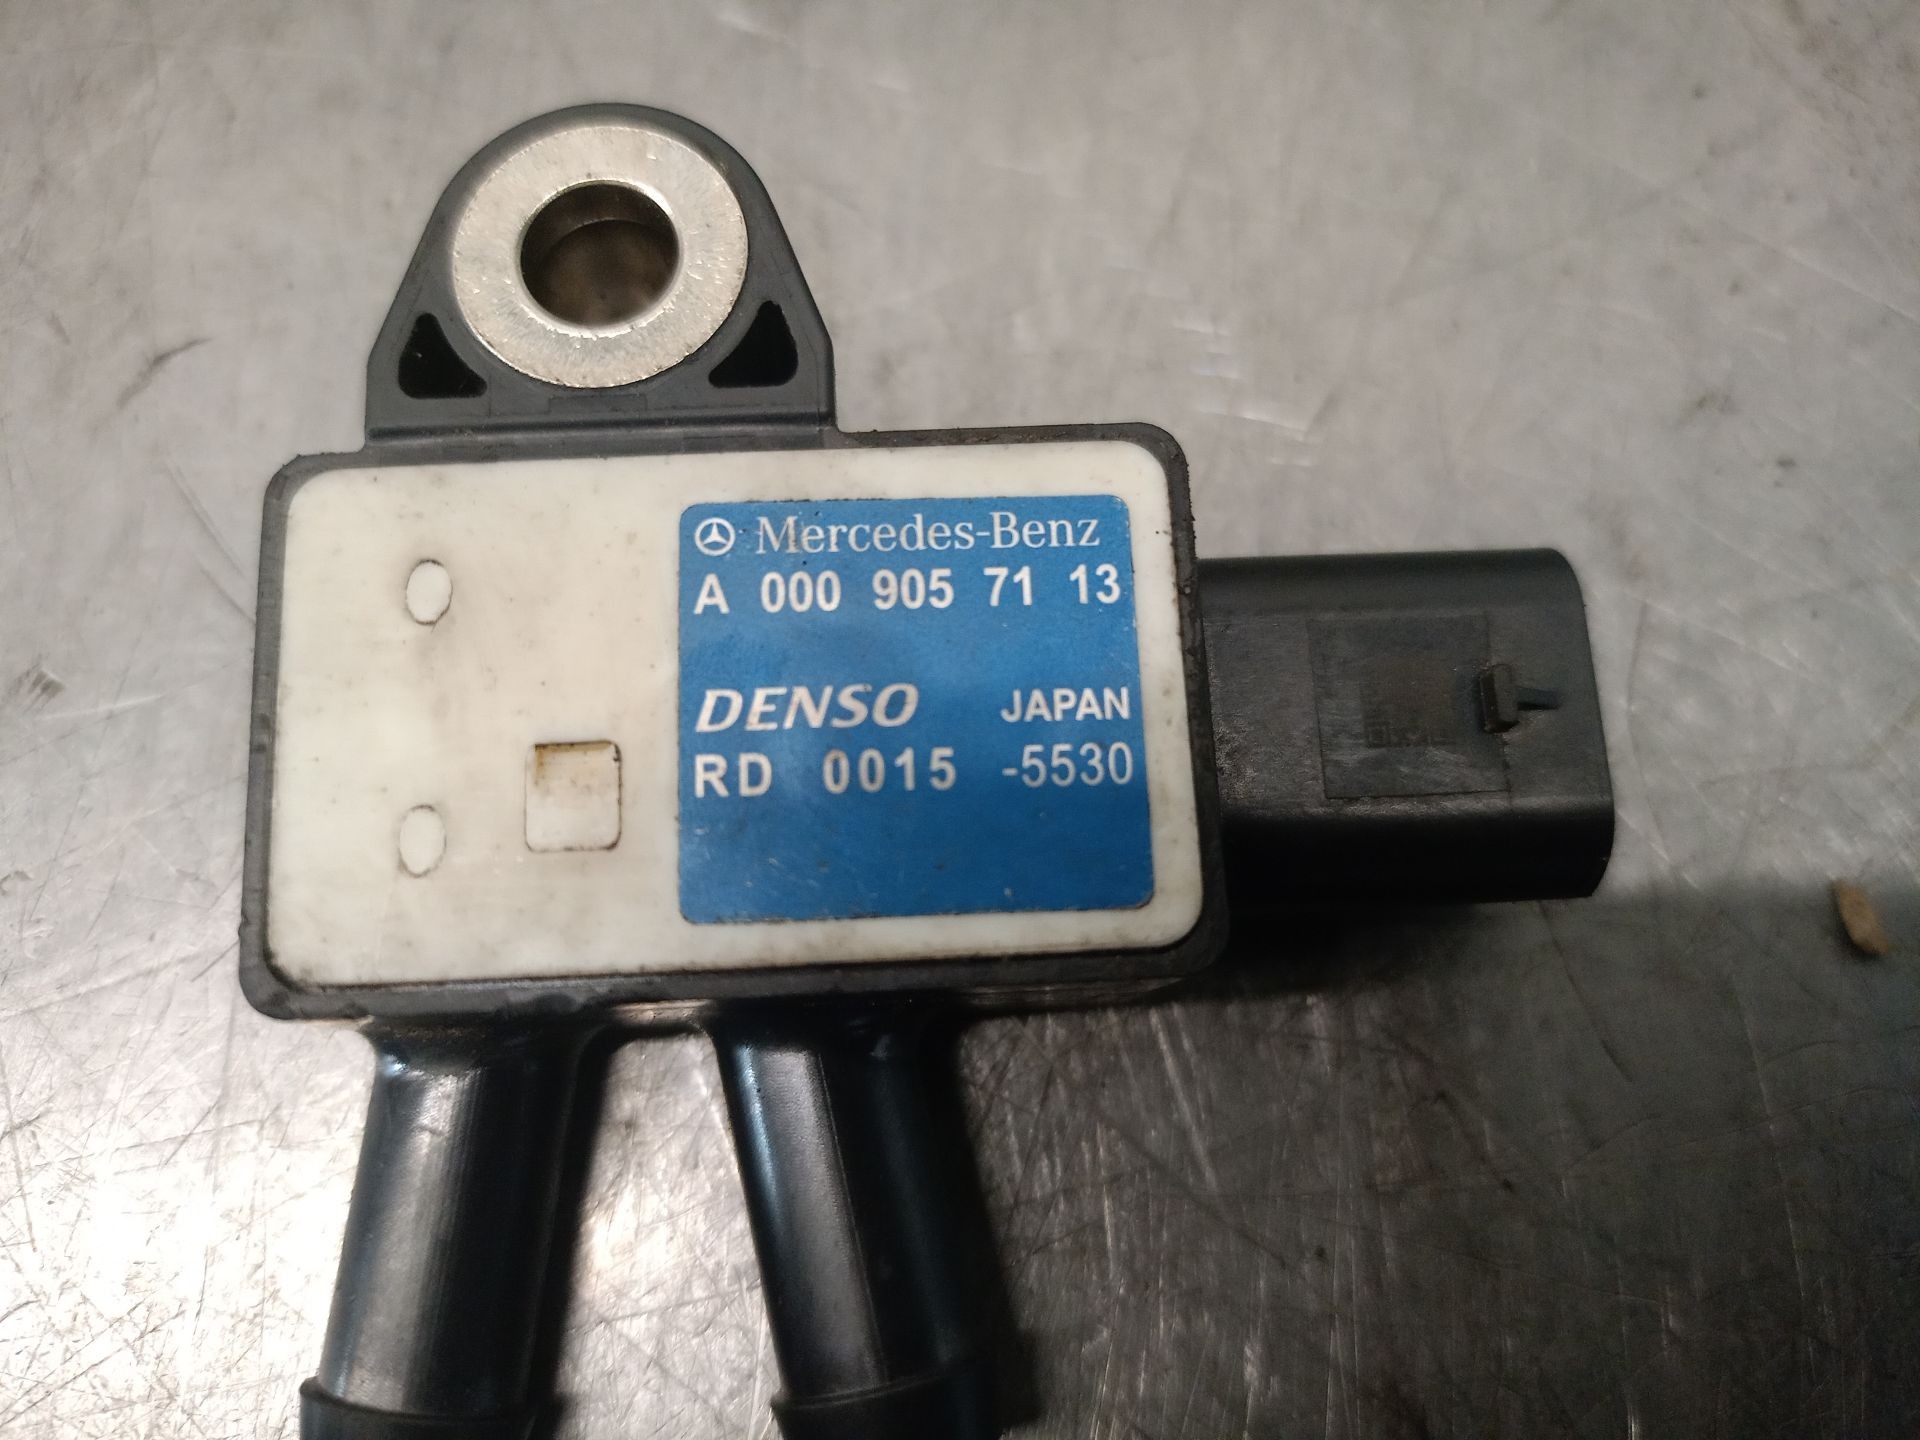 Mercedes-Benz
A 000 905 71 13
DENSO JAPAN
RD 0015 -5530